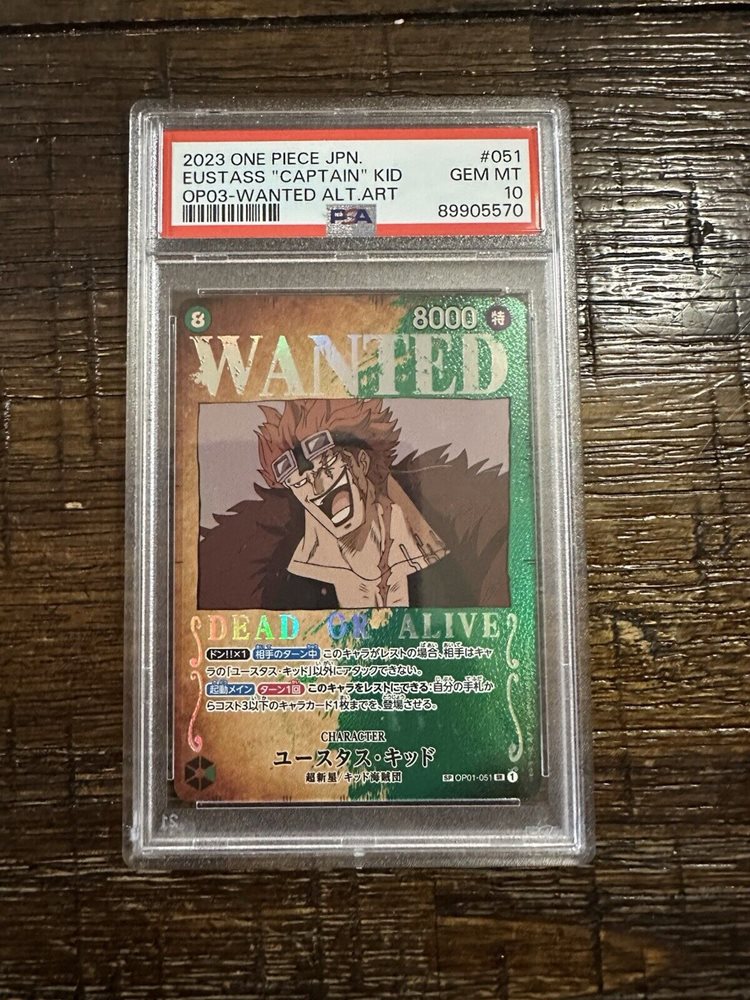 2023 ONE PIECE JPN. #051
EUSTASS "CAPTAIN" KID GEM MT
OP03-WANTED ALT.ART 10
PSA 89905570
8 8000 特
WANTED
DEAD OR ALIVE
ドン!!×1 相手のターン中 このキャラがレストの場合、相手はキャ
ラの「ユースタス・キッド」以外にアタックできない。
起動メイン ターン1回 このキャラをレストにできる:自分の手札か
らコスト3以下のキャラカード1枚までを、登場させる。
CHARACTER
ユースタス・キッド
超新星/キッド海賊団 SP OP01-051 SR 1